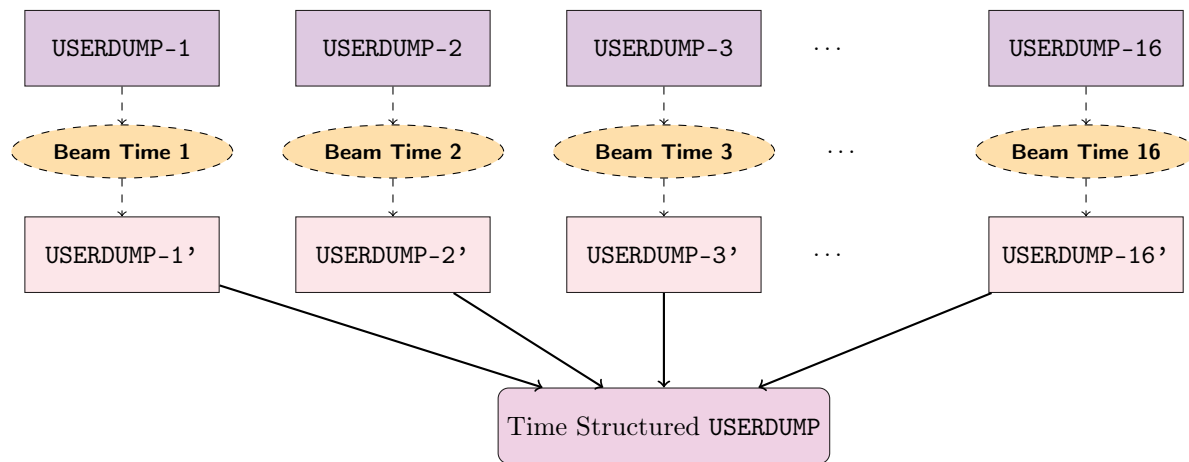 USERDUMP-1 USERDUMP-2 USERDUMP-3 ... USERDUMP-16
Beam Time 1 Beam Time 2 Beam Time 3 ... Beam Time 16
USERDUMP-1' USERDUMP-2' USERDUMP-3' ... USERDUMP-16'
Time Structured USERDUMP